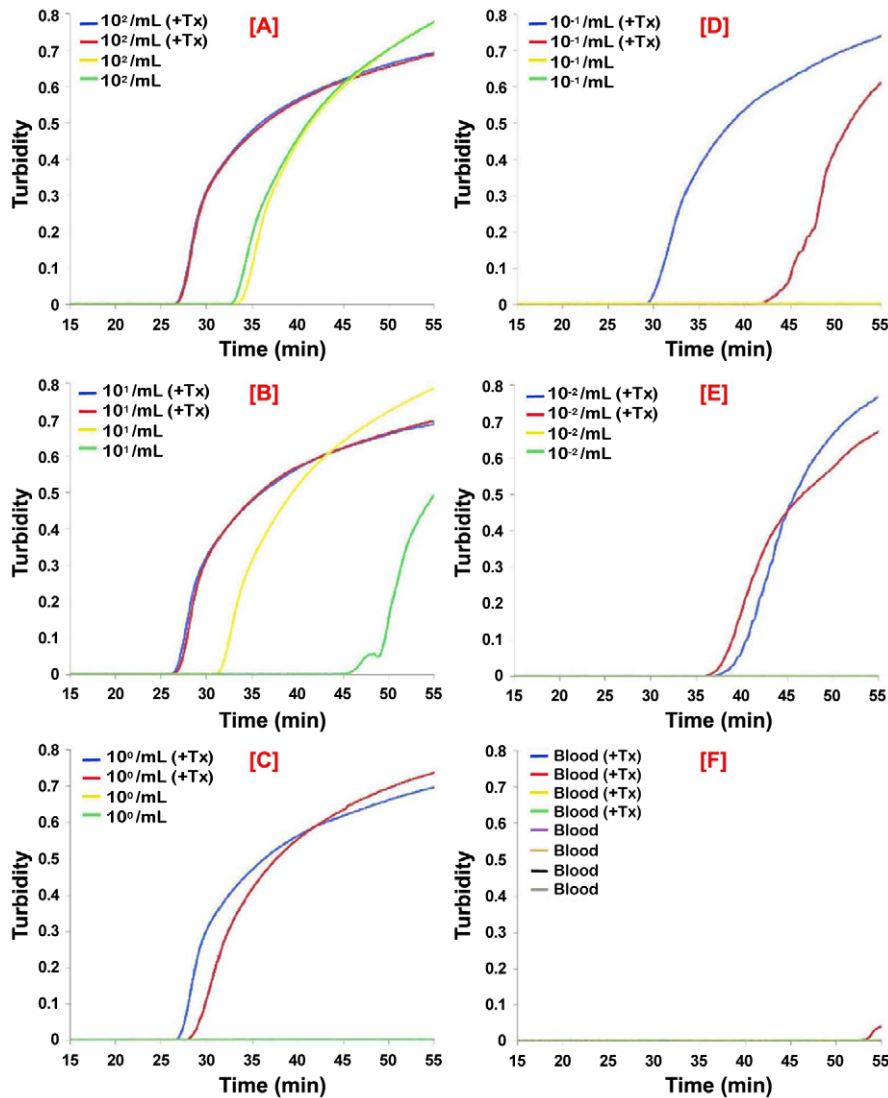 [A]
10²/mL (+Tx)
10²/mL (+Tx)
10²/mL
10²/mL
Turbidity
0.8
0.7
0.6
0.5
0.4
0.3
0.2
0.1
0
15 20 25 30 35 40 45 50 55
Time (min)
[D]
10⁻¹/mL (+Tx)
10⁻¹/mL (+Tx)
10⁻¹/mL
10⁻¹/mL
Turbidity
0.8
0.7
0.6
0.5
0.4
0.3
0.2
0.1
0
15 20 25 30 35 40 45 50 55
Time (min)
[B]
10¹/mL (+Tx)
10¹/mL (+Tx)
10¹/mL
10¹/mL
Turbidity
0.8
0.7
0.6
0.5
0.4
0.3
0.2
0.1
0
15 20 25 30 35 40 45 50 55
Time (min)
[E]
10⁻²/mL (+Tx)
10⁻²/mL (+Tx)
10⁻²/mL
10⁻²/mL
Turbidity
0.8
0.7
0.6
0.5
0.4
0.3
0.2
0.1
0
15 20 25 30 35 40 45 50 55
Time (min)
[C]
10⁰/mL (+Tx)
10⁰/mL (+Tx)
10⁰/mL
10⁰/mL
Turbidity
0.8
0.7
0.6
0.5
0.4
0.3
0.2
0.1
0
15 20 25 30 35 40 45 50 55
Time (min)
[F]
Blood (+Tx)
Blood (+Tx)
Blood (+Tx)
Blood (+Tx)
Blood
Blood
Blood
Blood
Turbidity
0.8
0.7
0.6
0.5
0.4
0.3
0.2
0.1
0
15 20 25 30 35 40 45 50 55
Time (min)